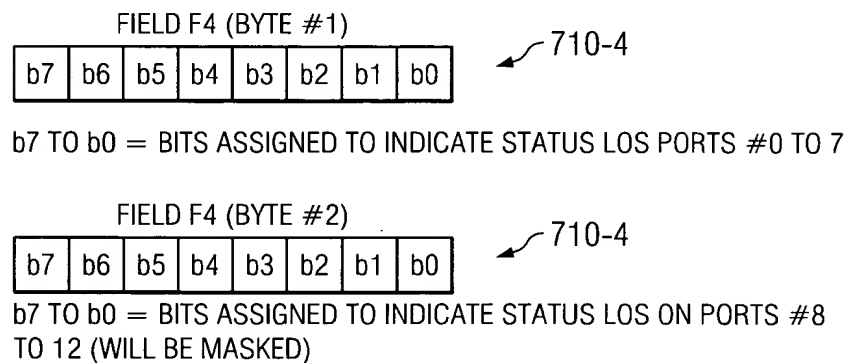 FIELD F4 (BYTE #1)
b7 b6 b5 b4 b3 b2 b1 b0
710-4
b7 TO b0 = BITS ASSIGNED TO INDICATE STATUS LOS PORTS #0 TO 7
FIELD F4 (BYTE #2)
b7 b6 b5 b4 b3 b2 b1 b0
710-4
b7 TO b0 = BITS ASSIGNED TO INDICATE STATUS LOS ON PORTS #8
TO 12 (WILL BE MASKED)